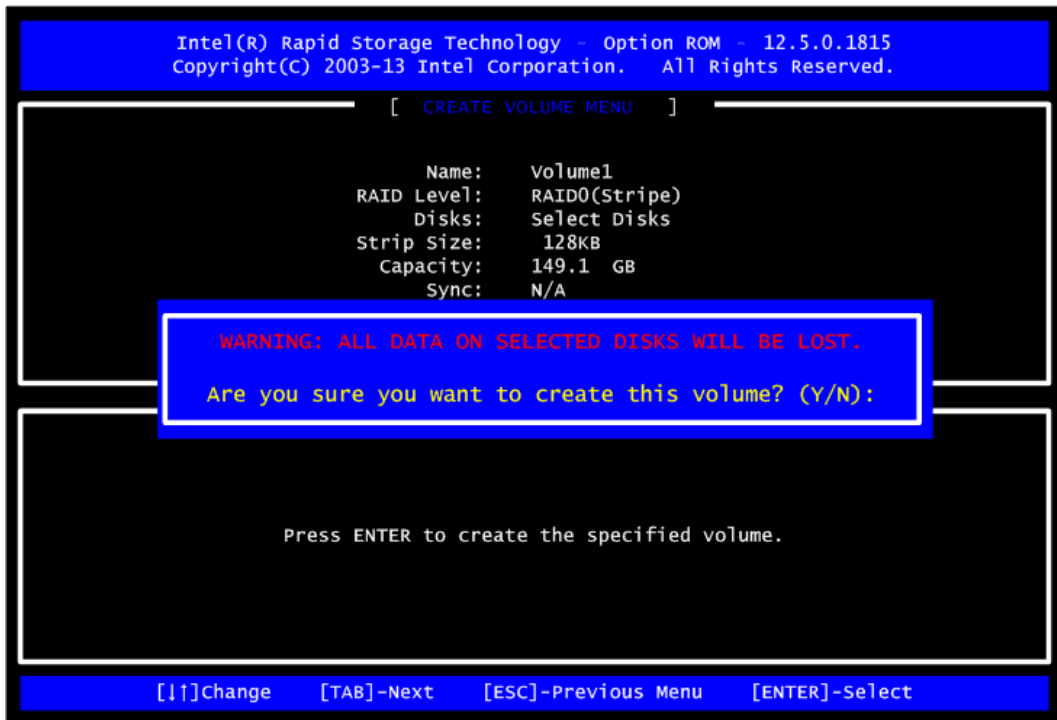 Intel(R) Rapid Storage Technology - Option ROM - 12.5.0.1815
Copyright(C) 2003-13 Intel Corporation. All Rights Reserved.
[ CREATE VOLUME MENU ]
Name: Volume1
RAID Level: RAID0(Stripe)
Disks: Select Disks
Strip Size: 128KB
Capacity: 149.1 GB
Sync: N/A
WARNING: ALL DATA ON SELECTED DISKS WILL BE LOST.
Are you sure you want to create this volume? (Y/N):
Press ENTER to create the specified volume.
[↓↑]Change [TAB]-Next [ESC]-Previous Menu [ENTER]-Select